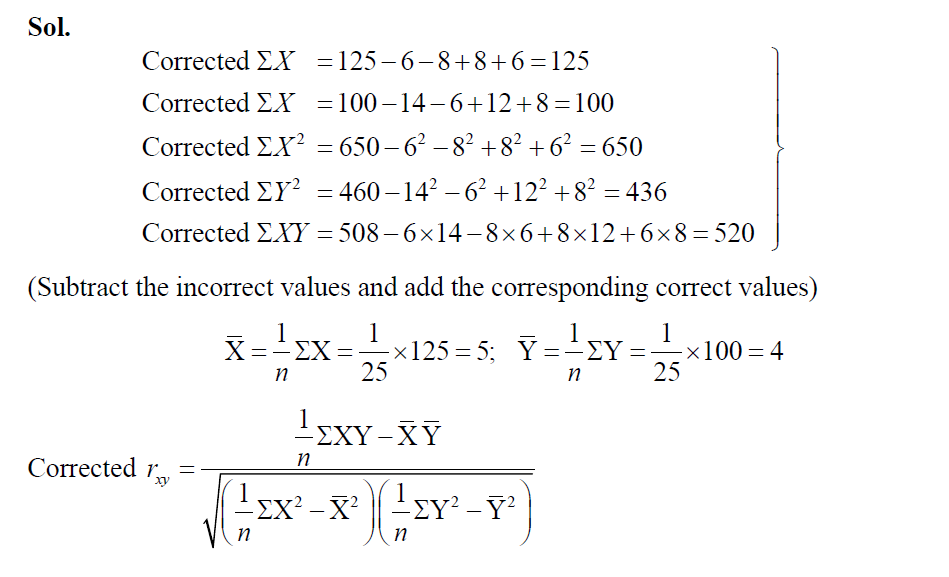 Sol.
Corrected ΣX = 125 – 6 – 8 + 8 + 6 = 125
Corrected ΣX = 100 – 14 – 6 + 12 + 8 = 100
Corrected ΣX² = 650 – 6² – 8² + 8² + 6² = 650
Corrected ΣY² = 460 – 14² – 6² + 12² + 8² = 436
Corrected ΣXY = 508 – 6×14 – 8×6 + 8×12 + 6×8 = 520
(Subtract the incorrect values and add the corresponding correct values)
X̅ = 1/n ΣX = 1/25 × 125 = 5; Y̅ = 1/n ΣY = 1/25 × 100 = 4
Corrected r_xy = (1/n ΣXY – X̅ Y̅) / √((1/n ΣX² – X̅²)(1/n ΣY² – Y̅²))